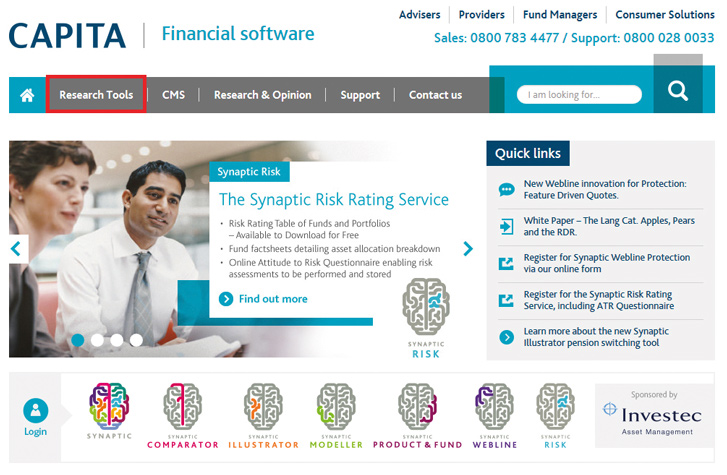 Advisers Providers Fund Managers Consumer Solutions
CAPITA Financial software
Sales: 0800 783 4477 / Support: 0800 028 0033
Research Tools CMS Research & Opinion Support Contact us I am looking for...
Synaptic Risk
The Synaptic Risk Rating Service
• Risk Rating Table of Funds and Portfolios
– Available to Download for Free
• Fund factsheets detailing asset allocation breakdown
• Online Attitude to Risk Questionnaire enabling risk
assessments to be performed and stored
Find out more
SYNAPTIC
RISK
Quick links
New Webline innovation for Protection:
Feature Driven Quotes.
White Paper – The Lang Cat. Apples, Pears
and the RDR.
Register for Synaptic Webline Protection
via our online form
Register for the Synaptic Risk Rating
Service, including ATR Questionnaire
Learn more about the new Synaptic
Illustrator pension switching tool
Login
SYNAPTIC
SYNAPTIC
COMPARATOR
SYNAPTIC
ILLUSTRATOR
SYNAPTIC
MODELLER
SYNAPTIC
PRODUCT & FUND
SYNAPTIC
WEBLINE
SYNAPTIC
RISK
Sponsored by
Investec
Asset Management